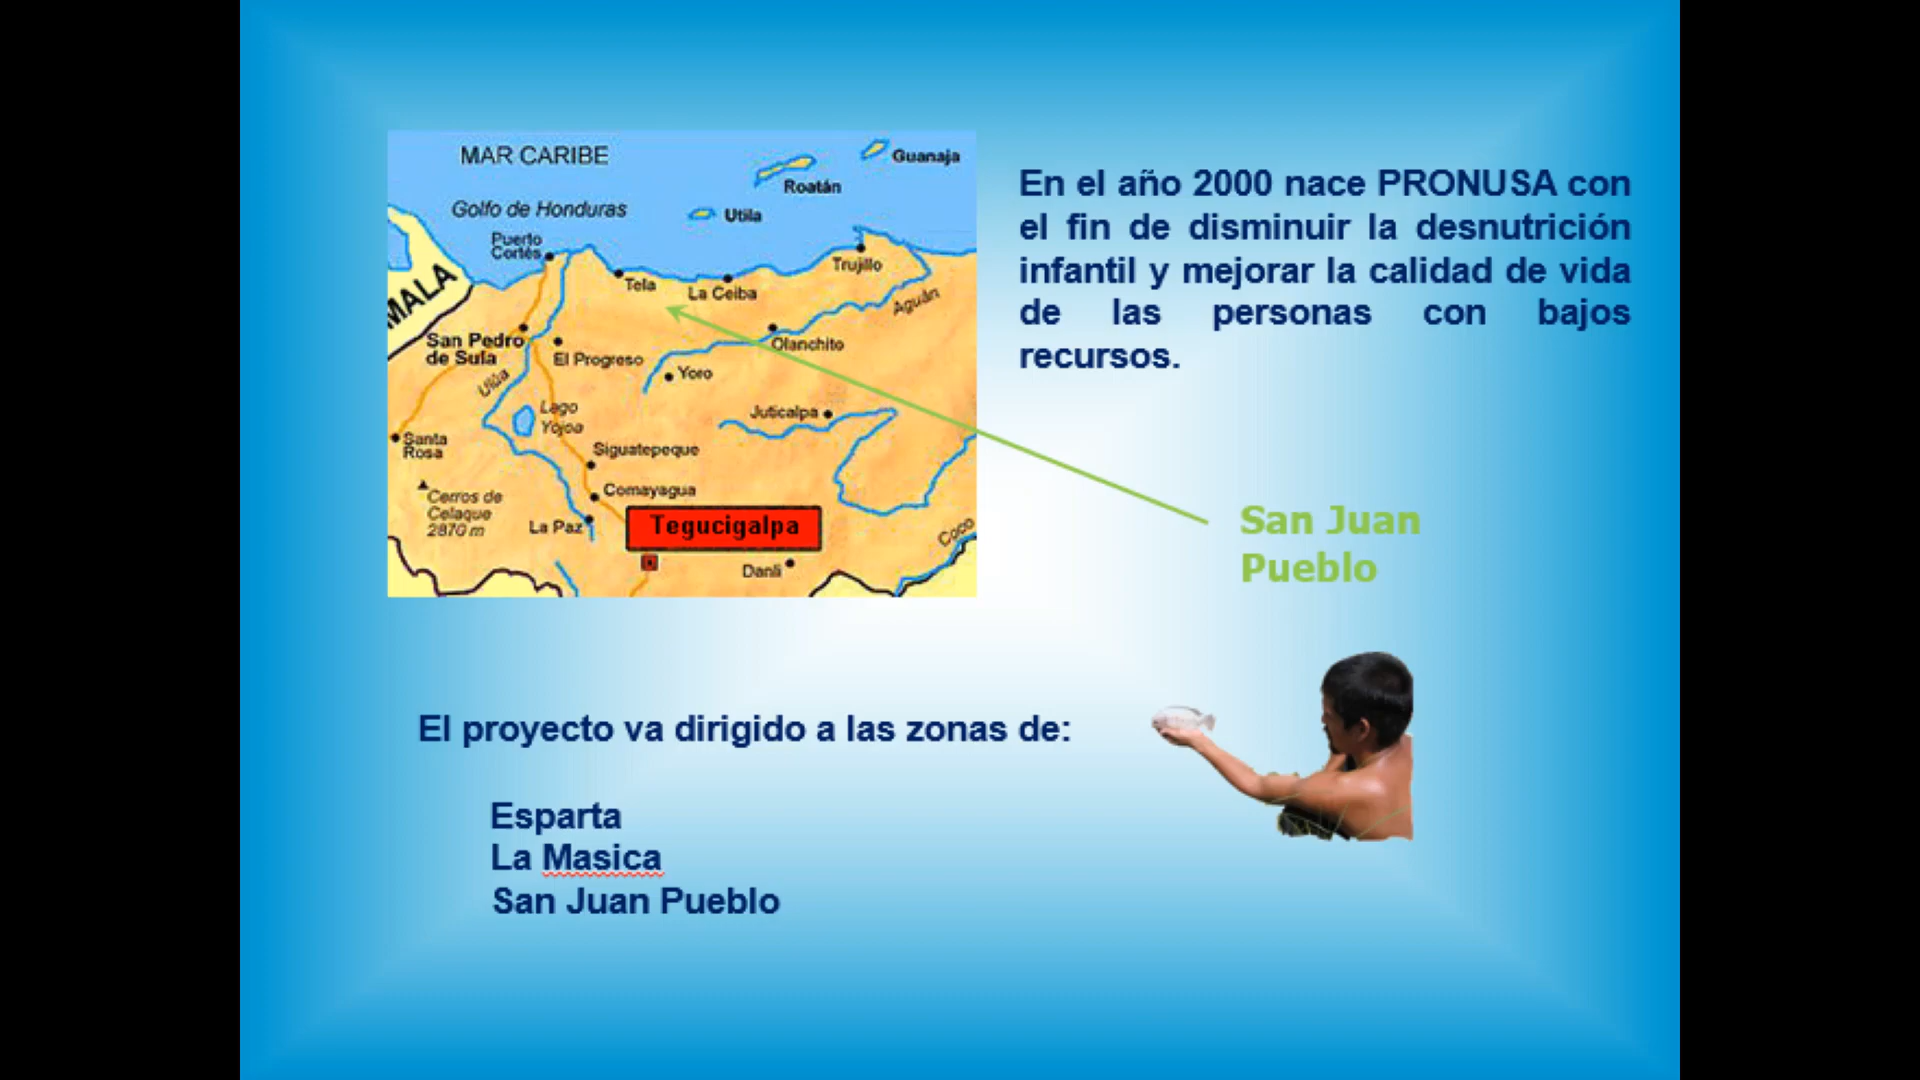 MAR CARIBE
Guanaja
Roatán
Golfo de Honduras
Utila
Puerto
Cortés
Trujillo
Tela
La Ceiba
MALA
Aguán
San Pedro
de Sula
El Progreso
Olanchito
Ulúa
Yoro
Lago
Yojoa
Juticalpa
Santa
Rosa
Siguatepeque
Cerros de
Celaque
2870 m
Comayagua
La Paz
Tegucigalpa
Coco
Danli
En el año 2000 nace PRONUSA con
el fin de disminuir la desnutrición
infantil y mejorar la calidad de vida
de las personas con bajos
recursos.
San Juan
Pueblo
El proyecto va dirigido a las zonas de:
Esparta
La Masica
San Juan Pueblo